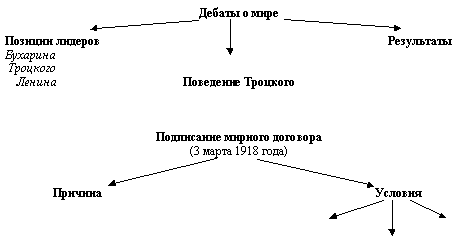 Дебаты о мире
Позиции лидеров
Результаты
Бухарина
Троцкого
Ленина
Поведение Троцкого
Подписание мирного договора
(3 марта 1918 года)
Причина
Условия